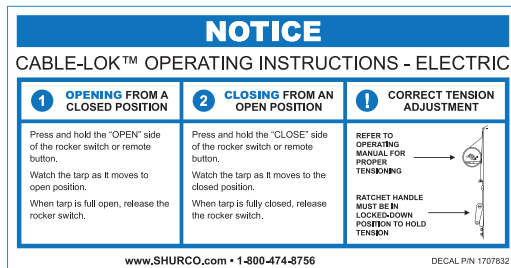 NOTICE
CABLE-LOK™ OPERATING INSTRUCTIONS - ELECTRIC
1 OPENING FROM A
CLOSED POSITION
Press and hold the “OPEN” side
of the rocker switch or remote
button.
Watch the tarp as It moves to
open position.
When tarp is full open, release the
rocker switch.
2 CLOSING FROM AN
OPEN POSITION
Press and hold the “CLOSE” side
of the rocker switch or remote
button.
Watch the tarp as it moves to the
closed position.
When tarp is fully closed, release
the rocker switch.
! CORRECT TENSION
ADJUSTMENT
REFER TO
OPERATING
MANUAL FOR
PROPER
TENSIONING
RATCHET HANDLE
MUST BE IN
LOCKED-DOWN
POSITION TO HOLD
TENSION
www.SHURCO.com • 1-800-474-8756
DECAL P/N 1707832